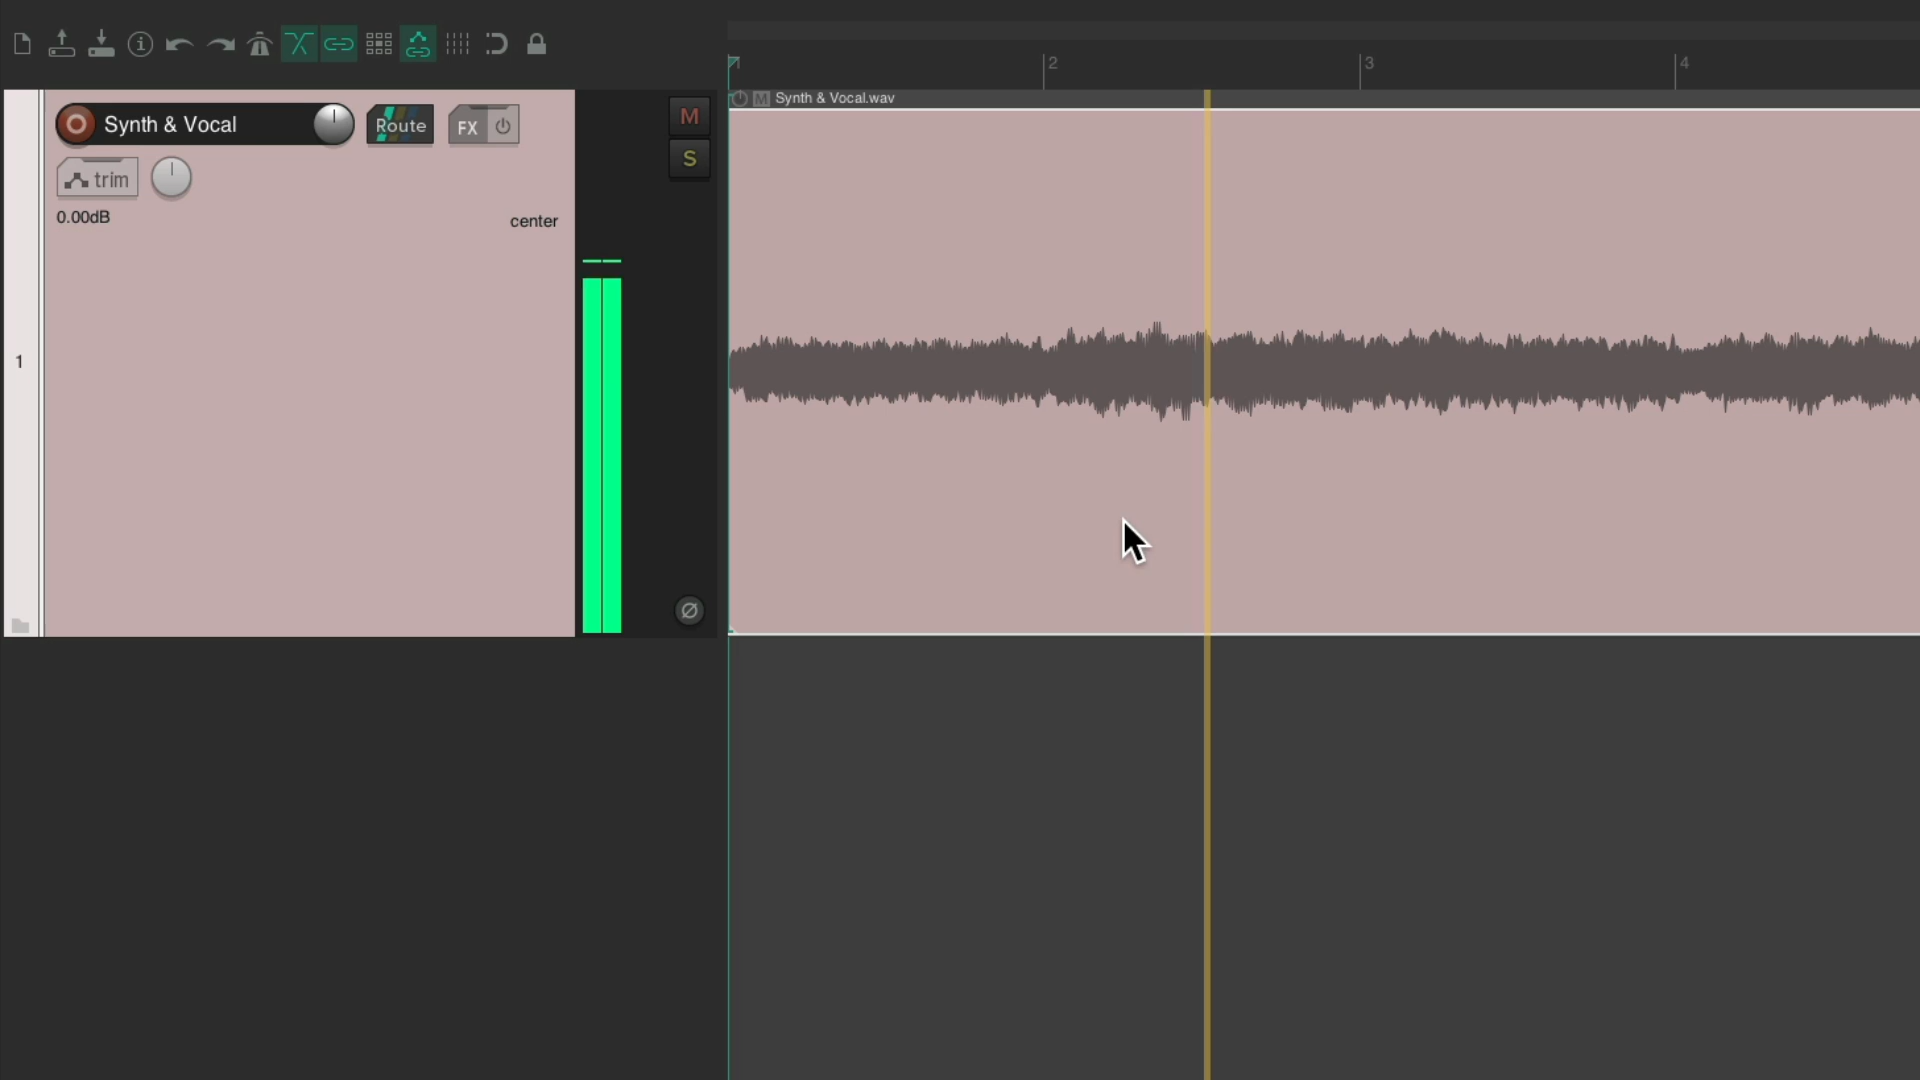 2
3
4
M Synth & Vocal.wav
Synth & Vocal
Route
FX
M
S
trim
0.00dB
center
1